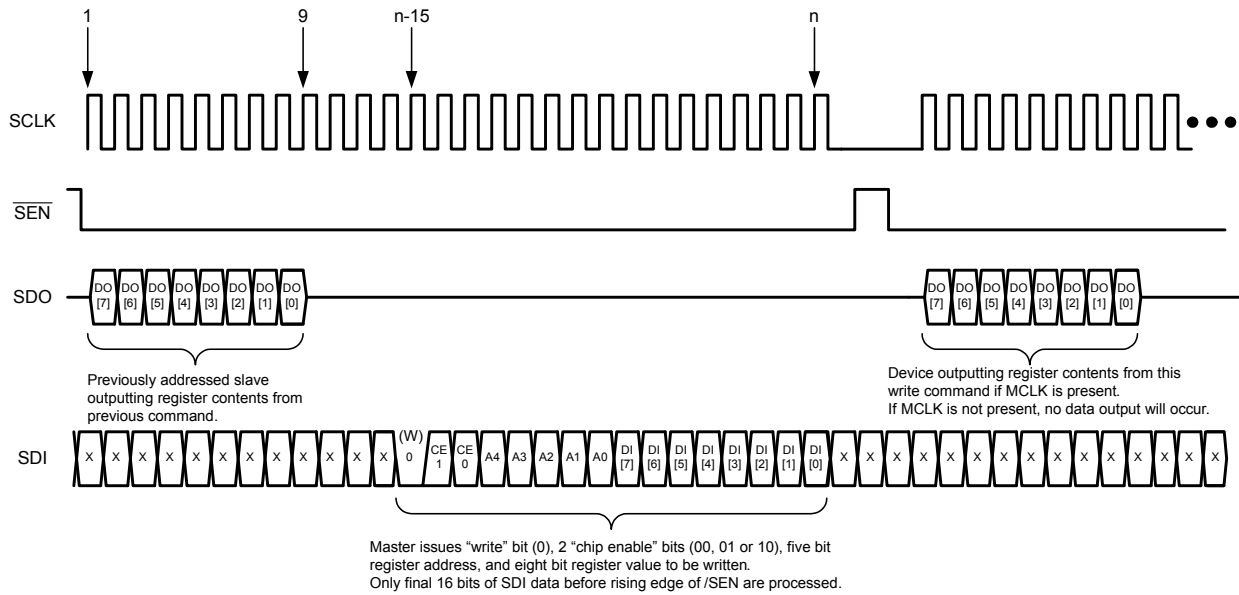 1 9 n-15 n
SCLK
SEN
SDO
DO [7] DO [6] DO [5] DO [4] DO [3] DO [2] DO [1] DO [0]
DO [7] DO [6] DO [5] DO [4] DO [3] DO [2] DO [1] DO [0]
Previously addressed slave
outputting register contents from
previous command.
Device outputting register contents from this
write command if MCLK is present.
If MCLK is not present, no data output will occur.
SDI
X X X X X X X X X X X X (W) 0 CE 1 CE 0 A4 A3 A2 A1 A0 DI [7] DI [6] DI [5] DI [4] DI [3] DI [2] DI [1] DI [0] X X X X X X X X X X X X X X X
Master issues “write” bit (0), 2 “chip enable” bits (00, 01 or 10), five bit
register address, and eight bit register value to be written.
Only final 16 bits of SDI data before rising edge of /SEN are processed.